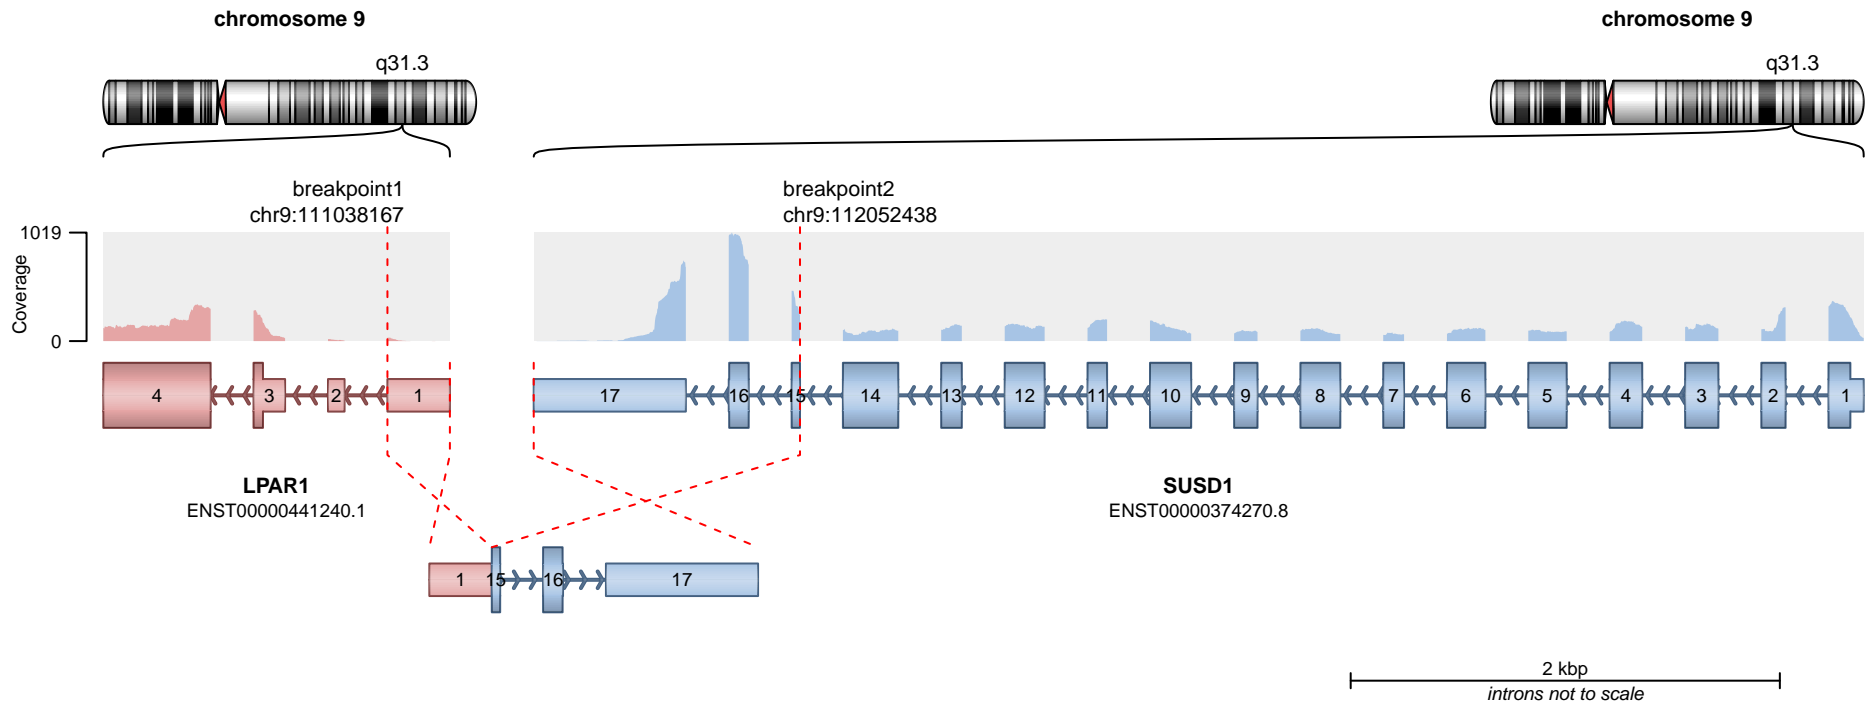 chromosome 9
chromosome 9
q31.3
q31.3
breakpoint1
chr9:111038167
breakpoint2
chr9:112052438
1019
Coverage
0
4 3 2 1
17 16 15 14 13 12 11 10 9 8 7 6 5 4 3 2 1
LPAR1
ENST00000441240.1
SUSD1
ENST00000374270.8
1 15 16 17
2 kbp
introns not to scale